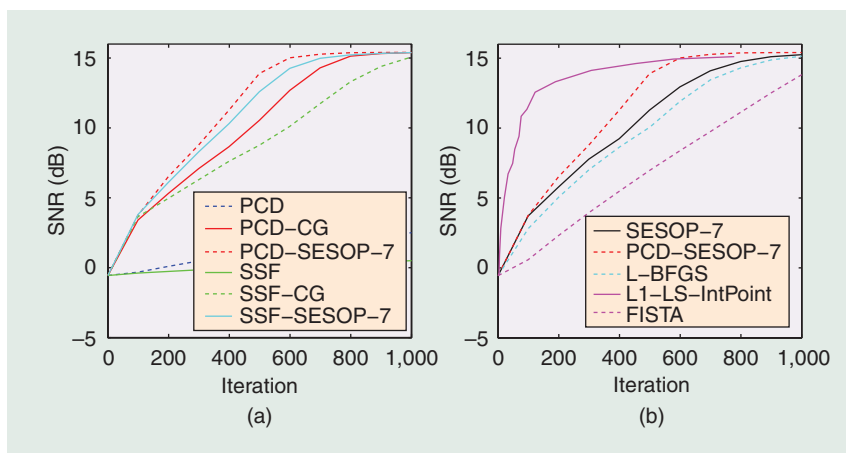 15
10
5
0
−5
SNR (dB)
PCD
PCD−CG
PCD−SESOP−7
SSF
SSF−CG
SSF−SESOP−7
0 200 400 600 800 1,000
Iteration
(a)
15
10
5
0
−5
SNR (dB)
SESOP−7
PCD−SESOP−7
L−BFGS
L1−LS−IntPoint
FISTA
0 200 400 600 800 1,000
Iteration
(b)